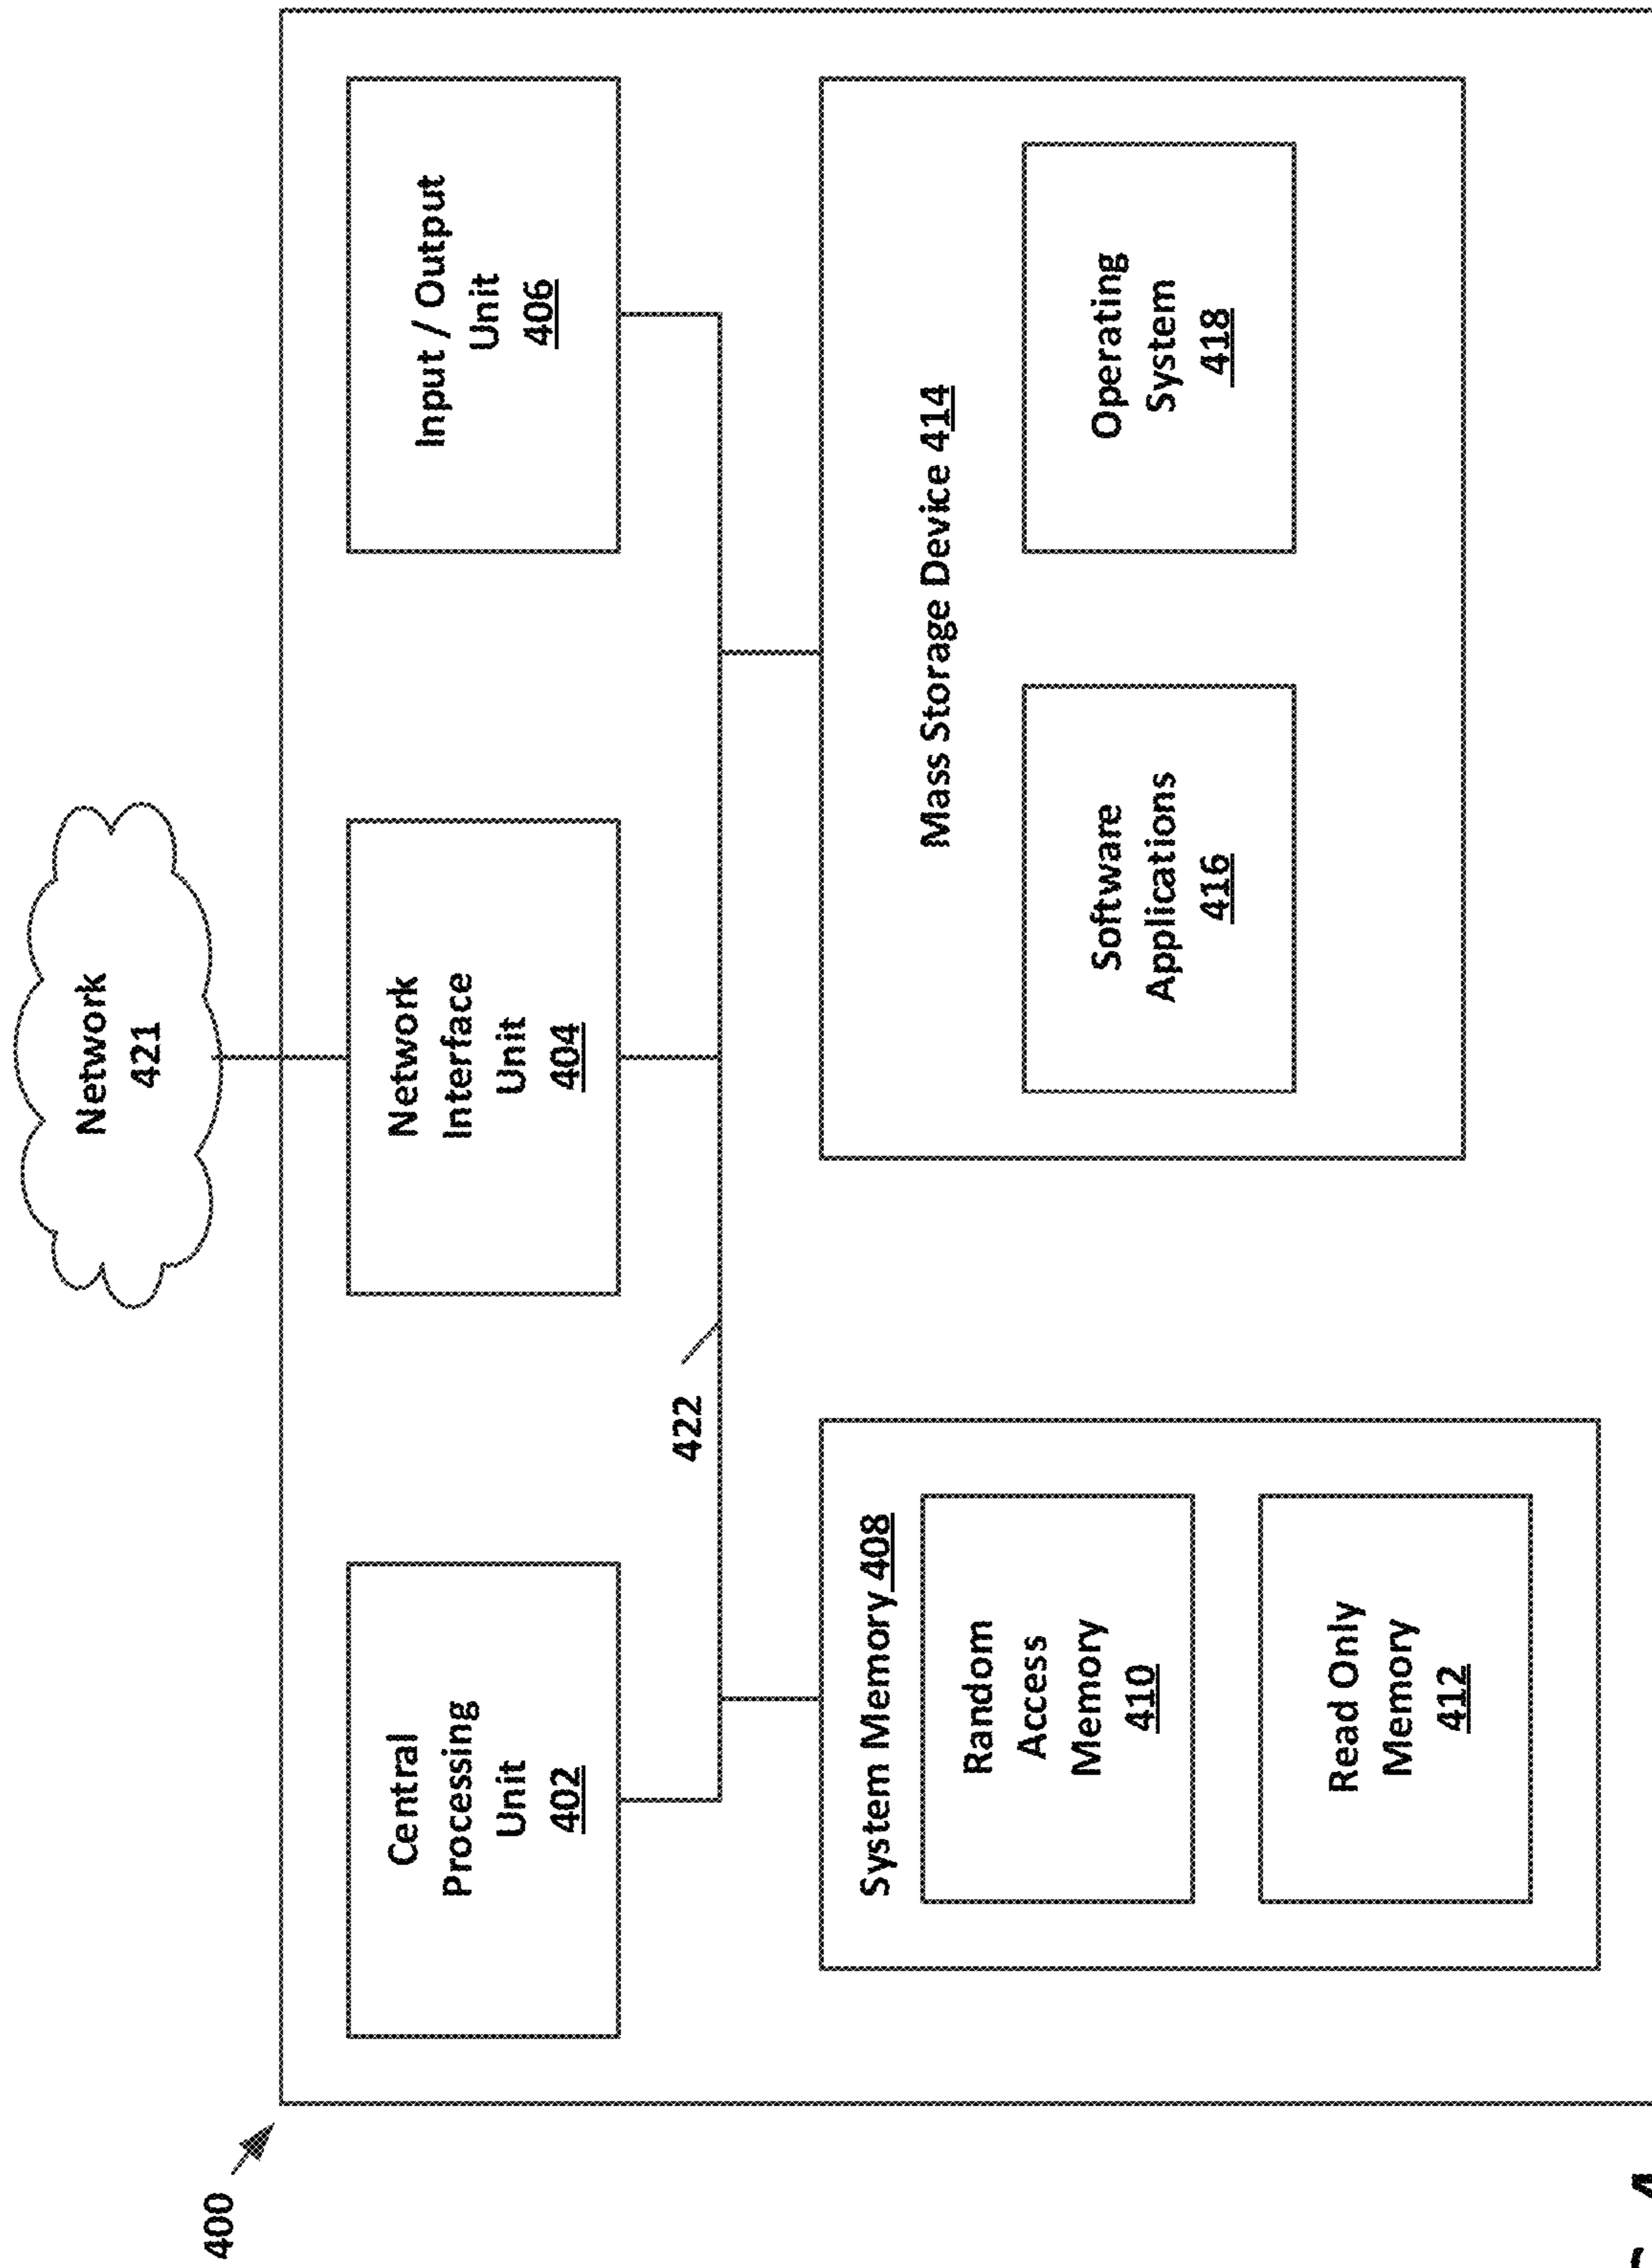 400
Network
421
Central
Processing
Unit
402
Network
Interface
Unit
404
Input / Output
Unit
406
422
System Memory 408
Random
Access
Memory
410
Read Only
Memory
412
Mass Storage Device 414
Software
Applications
416
Operating
System
418